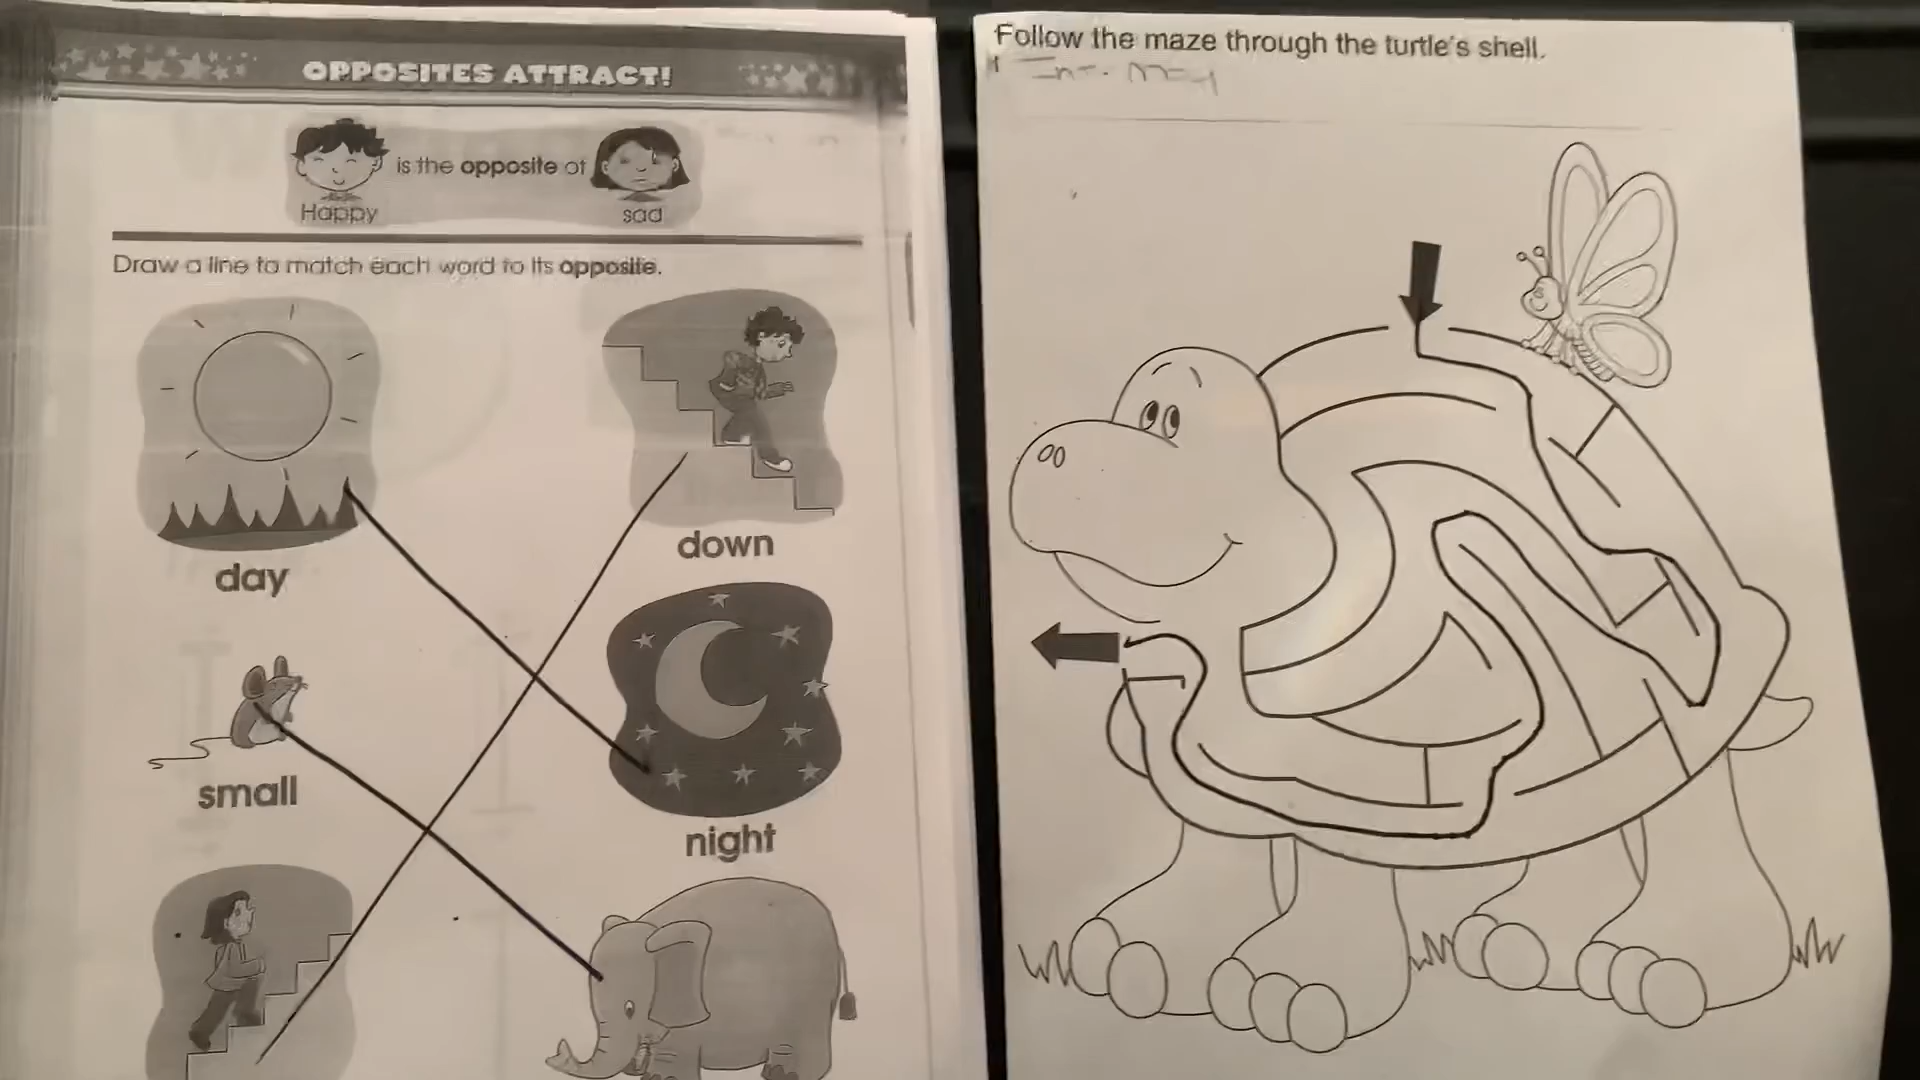 OPPOSITES ATTRACT!
is the opposite of
Happy
sad
Draw a line to match each word to its opposite.
day
down
small
night
Follow the maze through the turtle's shell.